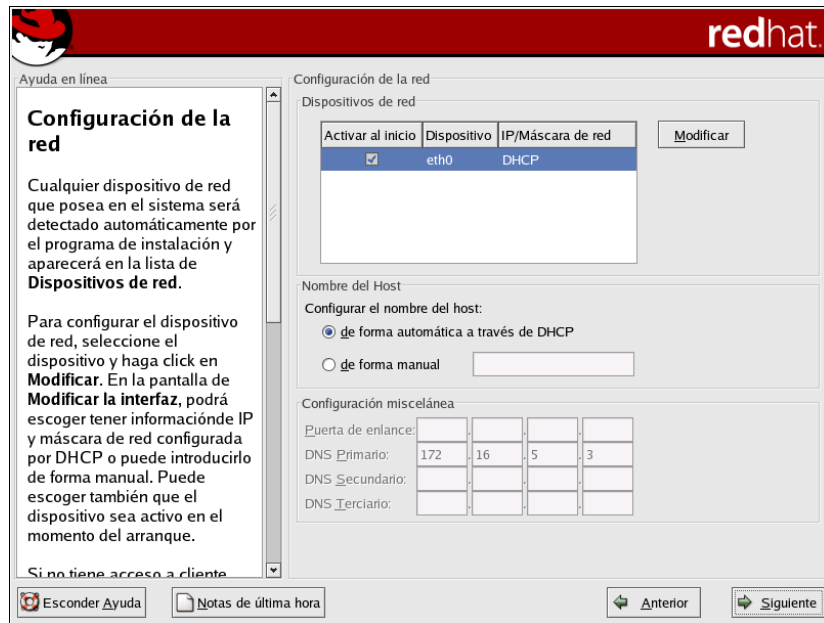 redhat.
Ayuda en línea
Configuración de la
red
Cualquier dispositivo de red
que posea en el sistema será
detectado automáticamente por
el programa de instalación y
aparecerá en la lista de
Dispositivos de red.
Para configurar el dispositivo
de red, seleccione el
dispositivo y haga click en
Modificar. En la pantalla de
Modificar la interfaz, podrá
escoger tener informaciónde IP
y máscara de red configurada
por DHCP o puede introducirlo
de forma manual. Puede
escoger también que el
dispositivo sea activo en el
momento del arranque.
Si no tiene acceso a cliente
Configuración de la red
Dispositivos de red
Activar al inicio Dispositivo IP/Máscara de red
eth0 DHCP
Modificar
Nombre del Host
Configurar el nombre del host:
de forma automática a través de DHCP
de forma manual
Configuración miscelánea
Puerta de enlance: . . .
DNS Primario: 172 . 16 . 5 . 3
DNS Secundario: . . .
DNS Terciario: . . .
Esconder Ayuda
Notas de última hora
Anterior
Siguiente